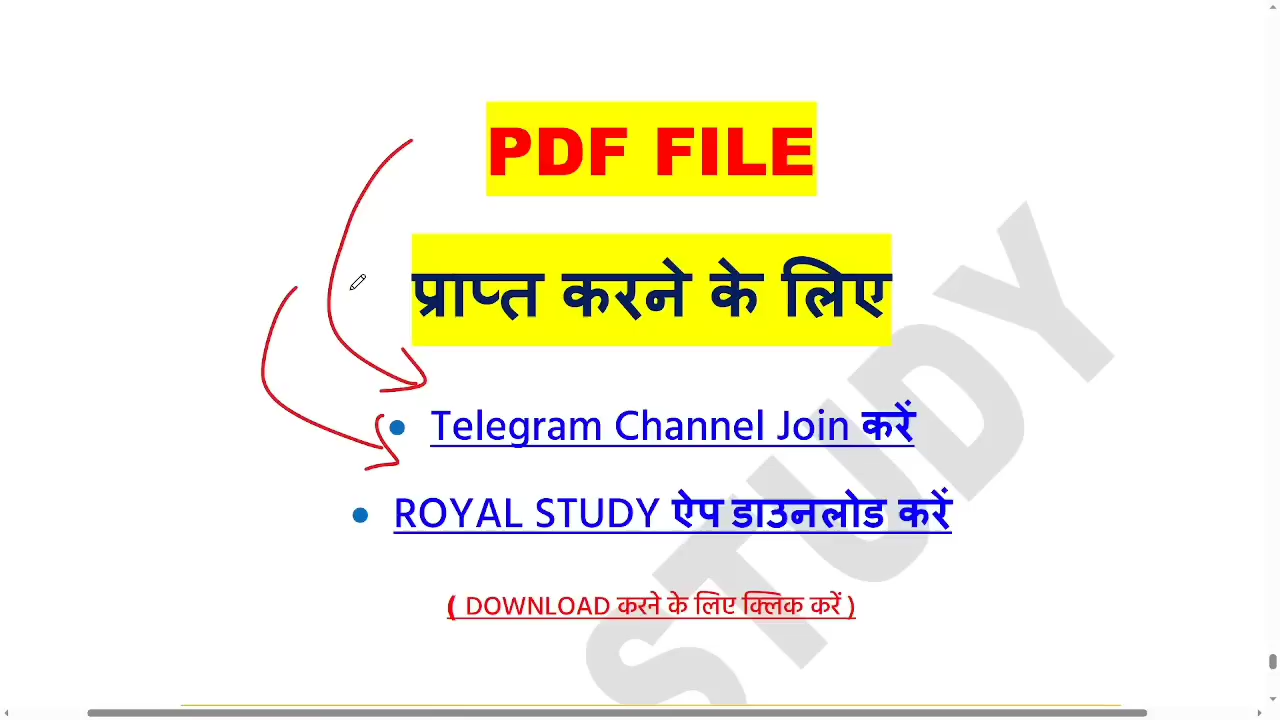 PDF FILE
प्राप्त करने के लिए
Telegram Channel Join करें
ROYAL STUDY ऐप डाउनलोड करें
( DOWNLOAD करने के लिए क्लिक करें )
STUDY